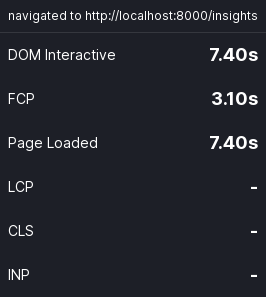 navigated to http://localhost:8000/insights
DOM Interactive 7.40s
FCP 3.10s
Page Loaded 7.40s
LCP -
CLS -
INP -